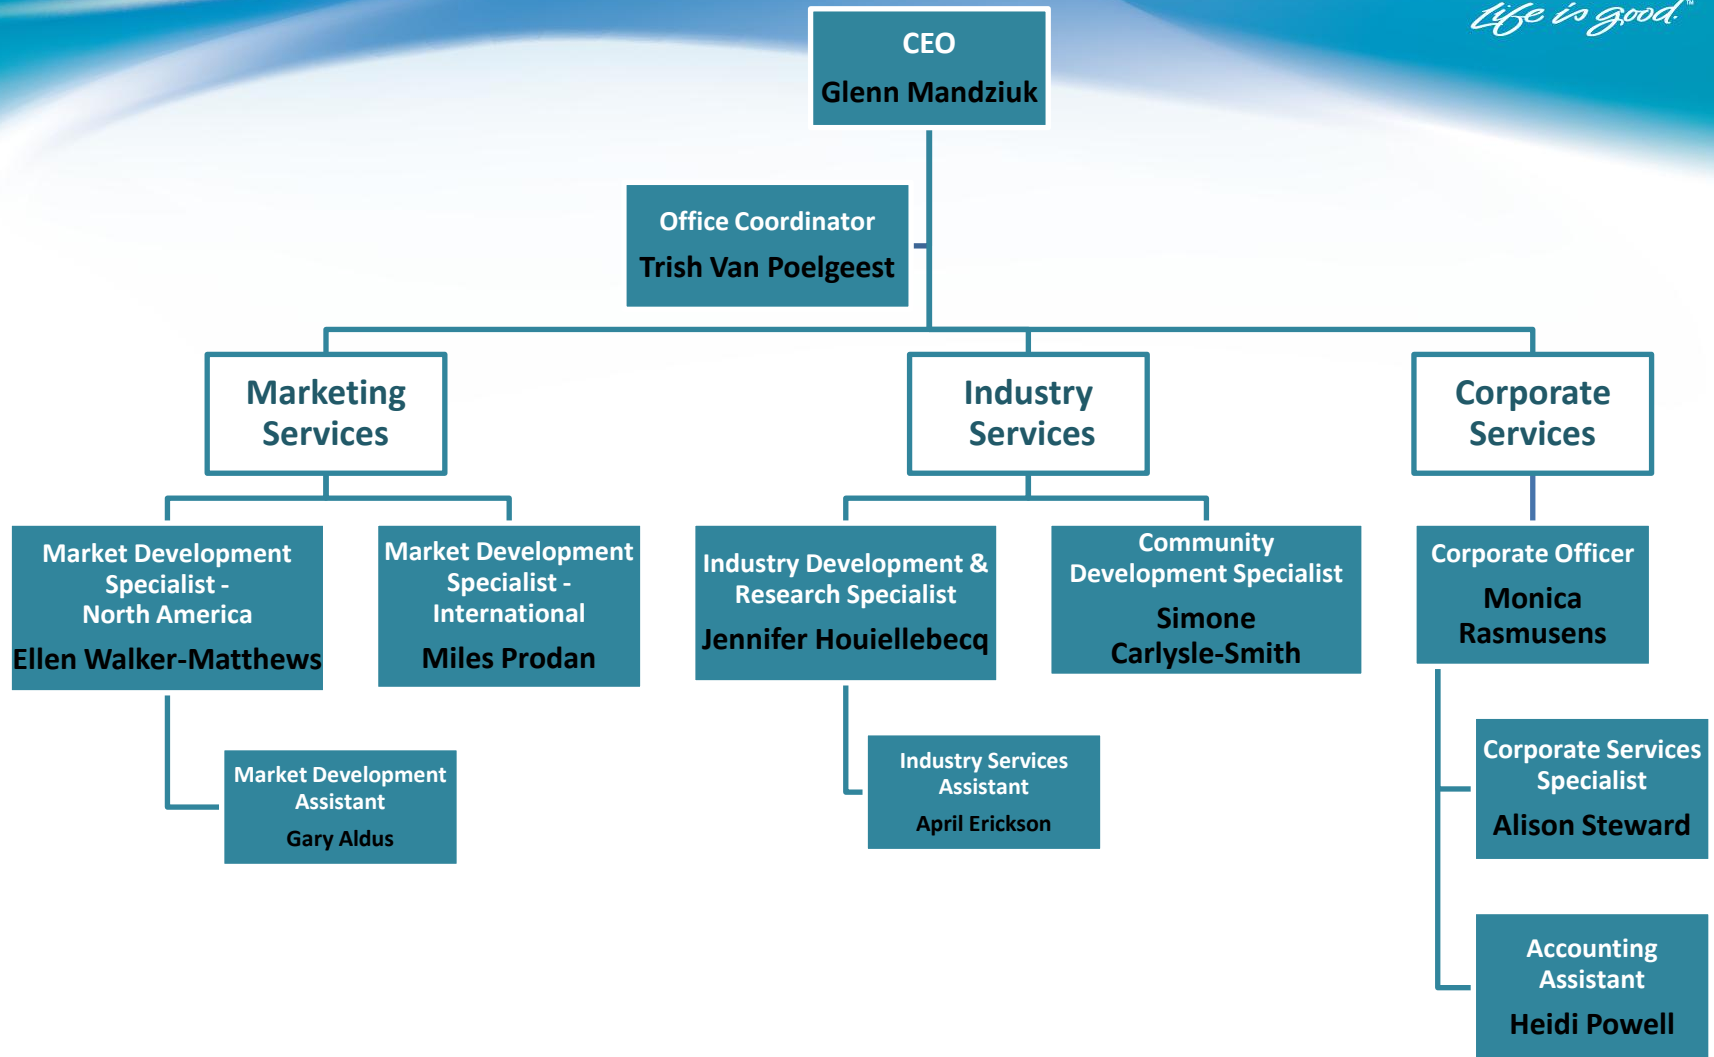 Life is good.™
CEO
Glenn Mandziuk
Office Coordinator
Trish Van Poelgeest
Marketing
Services
Industry
Services
Corporate
Services
Market Development
Specialist -
North America
Ellen Walker-Matthews
Market Development
Specialist -
International
Miles Prodan
Industry Development &
Research Specialist
Jennifer Houiellebecq
Community
Development Specialist
Simone
Carlysle-Smith
Corporate Officer
Monica
Rasmusens
Market Development
Assistant
Gary Aldus
Industry Services
Assistant
April Erickson
Corporate Services
Specialist
Alison Steward
Accounting
Assistant
Heidi Powell